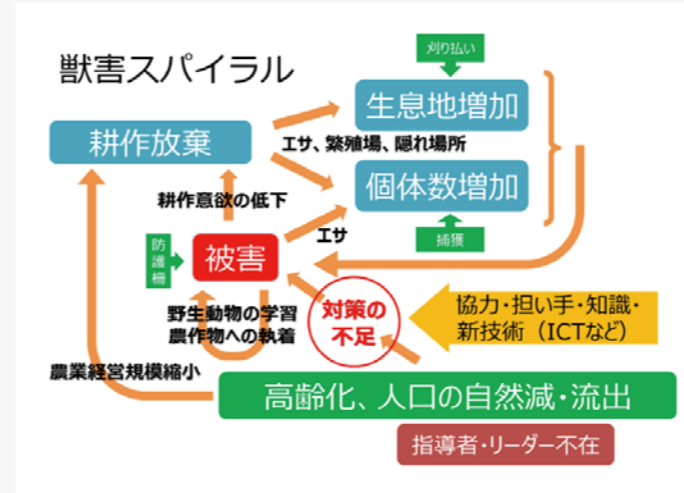 獣害スパイラル
刈り払い
生息地増加
耕作放棄
エサ、繁殖場、隠れ場所
個体数増加
耕作意欲の低下
エサ
捕獲
防護柵
被害
野生動物の学習
農作物への執着
対策の
不足
協力・担い手・知識・
新技術（ICTなど）
農業経営規模縮小
高齢化、人口の自然減・流出
指導者・リーダー不在